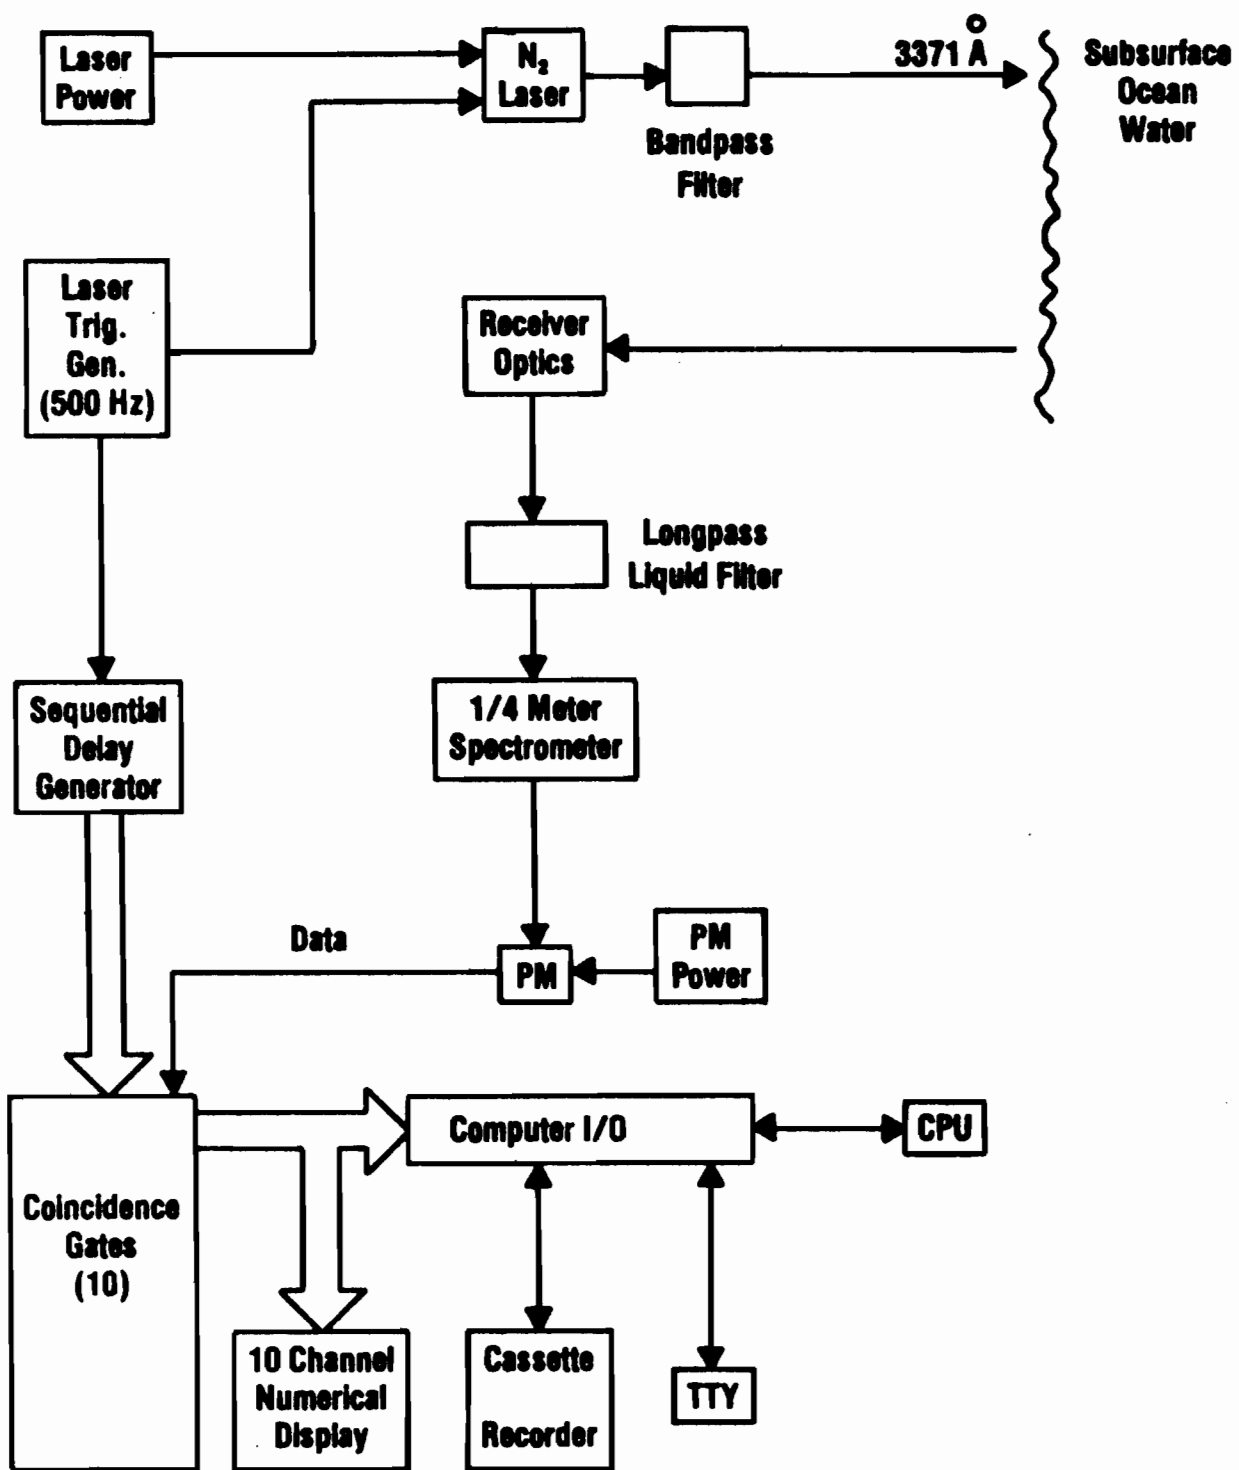 Laser
Power
N₂
Laser
3371 Å
Subsurface
Ocean
Water
Bandpass
Filter
Laser
Trig.
Gen.
(500 Hz)
Receiver
Optics
Longpass
Liquid Filter
Sequential
Delay
Generator
1/4 Meter
Spectrometer
Data
PM
PM
Power
Coincidence
Gates
(10)
Computer I/O
CPU
10 Channel
Numerical
Display
Cassette
Recorder
TTY